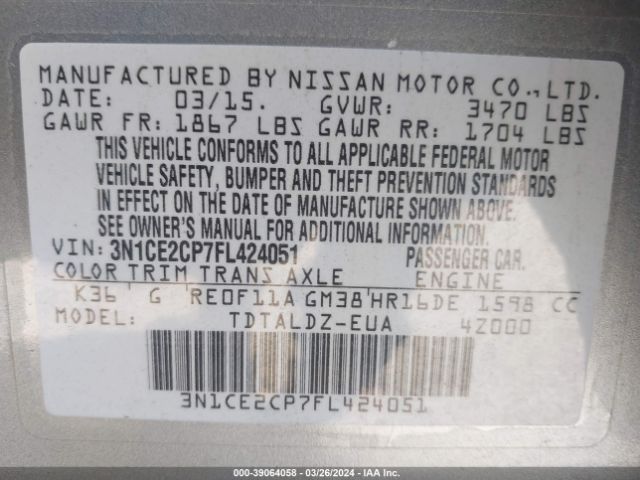 MANUFACTURED BY NISSAN MOTOR CO.,LTD.
DATE: 03/15. GVWR: 3470 LBS
GAWR FR: 1867 LBS GAWR RR: 1704 LBS
THIS VEHICLE CONFORMS TO ALL APPLICABLE FEDERAL MOTOR
VEHICLE SAFETY, BUMPER AND THEFT PREVENTION STANDARDS
IN EFFECT ON THE DATE OF MANUFACTURE SHOWN ABOVE.
SEE OWNER'S MANUAL FOR ADDITIONAL INFORMATION.
VIN: 3N1CE2CP7FL424051 PASSENGER CAR.
COLOR TRIM TRANS AXLE ENGINE
K36 G RE0F11A GM38 HR16DE 1598 CC
MODEL: TDTALDZ-EUA 4Z000
3N1CE2CP7FL424051
000-39064058 - 03/26/2024 - IAA Inc.